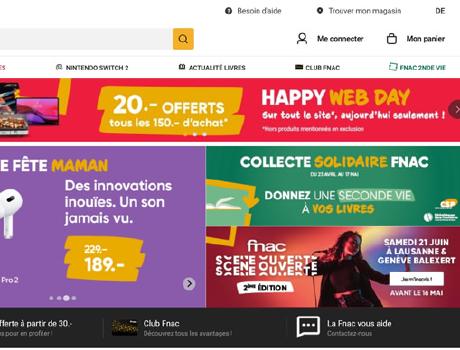 Besoin d'aide
Trouver mon magasin
DE
Me connecter
Mon panier
NINTENDO SWITCH 2
ACTUALITÉ LIVRES
CLUB FNAC
FNAC 2NDE VIE
20.- OFFERTS
tous les 150.- d'achat*
HAPPY WEB DAY
Sur tout le site*, aujourd'hui seulement !
*Hors produits mentionnés en exclusion
E FÊTE MAMAN
Des innovations
inouïes. Un son
jamais vu.
229.-
189.-
Pro 2
COLLECTE SOLIDAIRE FNAC
DU 23 AVRIL AU 17 MAI
DONNEZ UNE SECONDE VIE
À VOS LIVRES
CSP
fnac
SCÈNE OUVERTE
SCÈNE OUVERTE
2ÈME ÉDITION
SAMEDI 21 JUIN
À LAUSANNE &
GENÈVE BALEXERT
Je m'inscris !
AVANT LE 16 MAI
fferte à partir de 30.-
s pour en profiter !
Club Fnac
Découvrez tous les avantages !
La Fnac vous aide
Contactez-nous